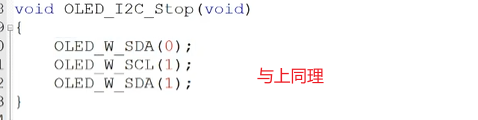 void OLED_I2C_Stop(void)
{
OLED_W_SDA(0);
OLED_W_SCL(1);
OLED_W_SDA(1);
与上同理
}